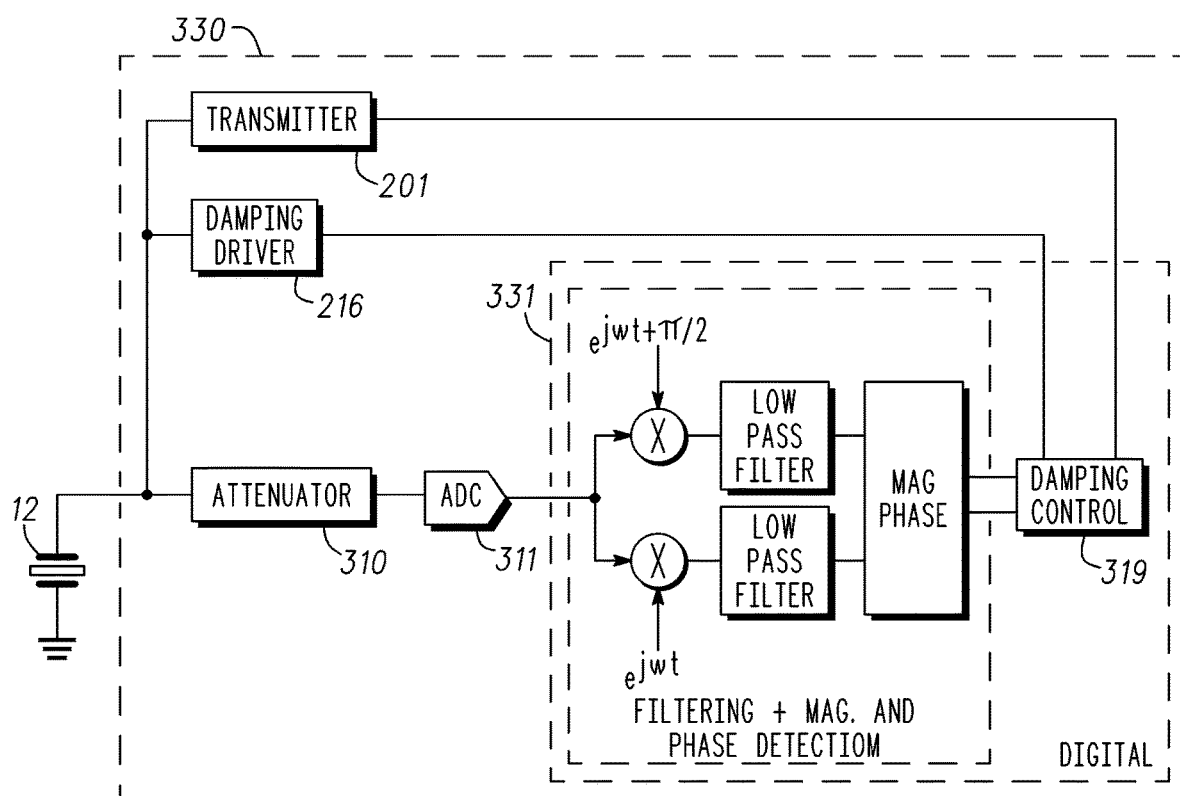 330
TRANSMITTER
201
DAMPING
DRIVER
216
331
e^jwt+π/2
X
LOW
PASS
FILTER
MAG
PHASE
DAMPING
CONTROL
319
12
ATTENUATOR
310
ADC
311
X
LOW
PASS
FILTER
e^jwt
FILTERING + MAG. AND
PHASE DETECTIOM
DIGITAL